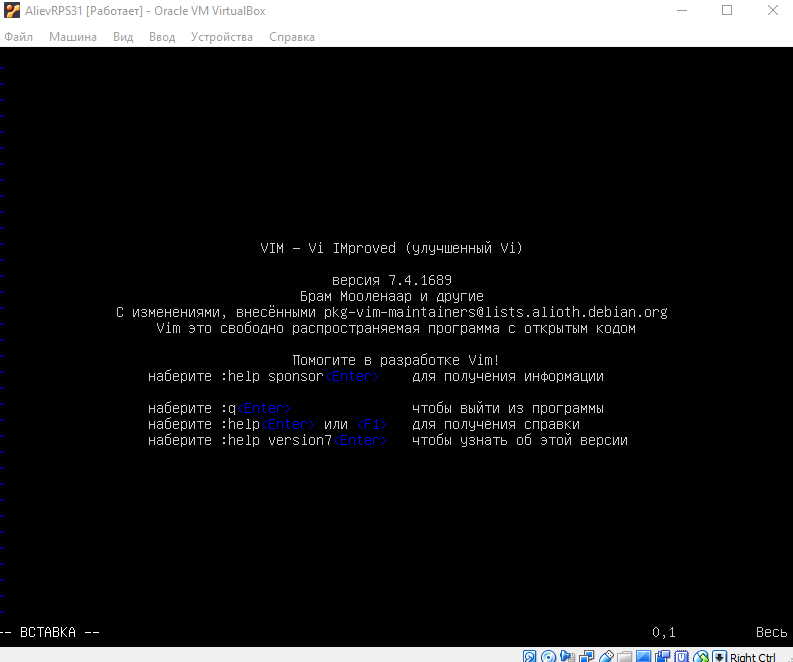 AlievRPS31 [Работает] - Oracle VM VirtualBox
Файл Машина Вид Ввод Устройства Справка
VIM - Vi IMproved (улучшенный Vi)
версия 7.4.1689
Брам Мооленаар и другие
С изменениями, внесёнными pkg-vim-maintainers@lists.alioth.debian.org
Vim это свободно распространяемая программа с открытым кодом
Помогите в разработке Vim!
наберите :help sponsor<Enter> для получения информации
наберите :q<Enter> чтобы выйти из программы
наберите :help<Enter> или <F1> для получения справки
наберите :help version7<Enter> чтобы узнать об этой версии
-- ВСТАВКА -- 0,1 Весь
Right Ctrl